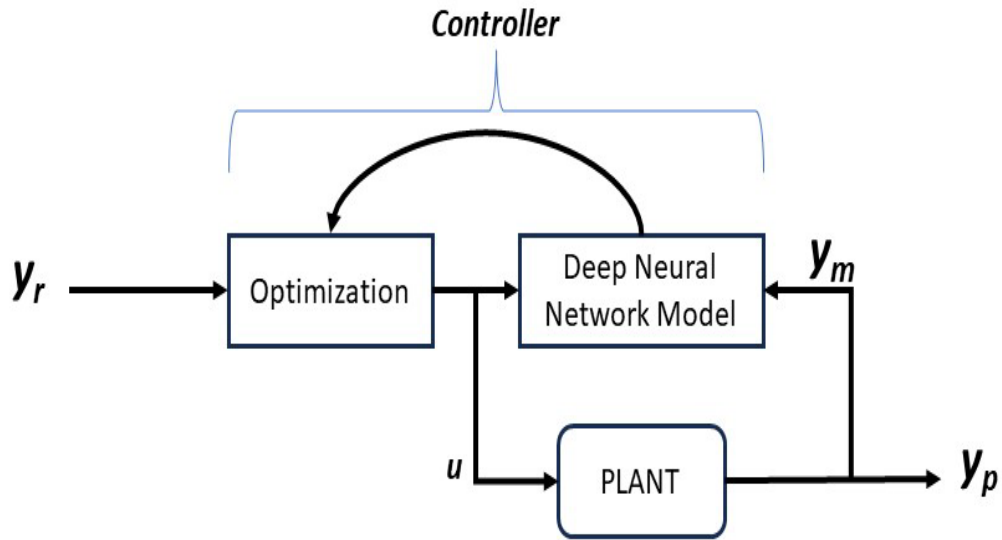 Controller
yr
Optimization
Deep Neural
Network Model
ym
u
PLANT
yp